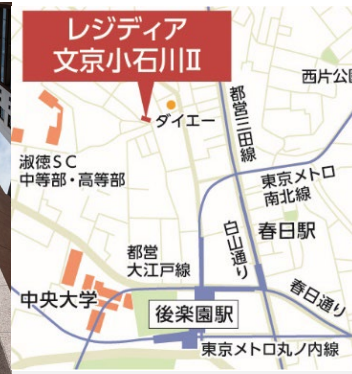 レジディア
文京小石川Ⅱ
西片公園
ダイエー
都営三田線
淑徳SC
中等部・高等部
東京メトロ
南北線
白山通り
春日駅
都営
大江戸線
中央大学
後楽園駅
春日通り
東京メトロ丸ノ内線